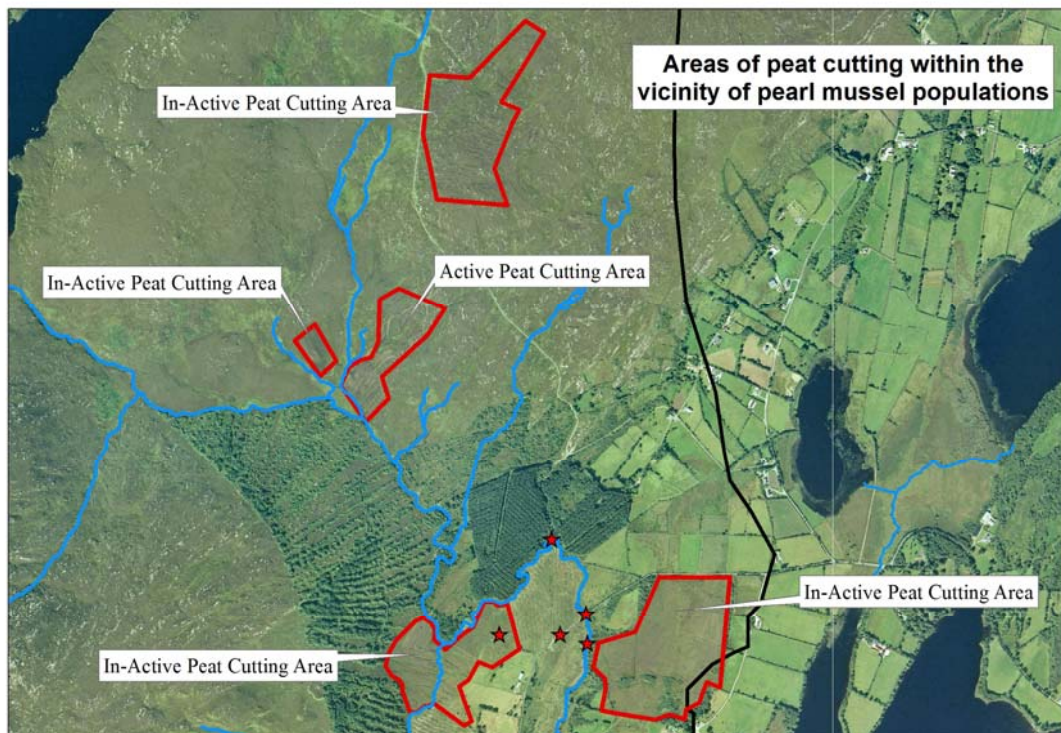 Areas of peat cutting within the
vicinity of pearl mussel populations
In-Active Peat Cutting Area
In-Active Peat Cutting Area
Active Peat Cutting Area
In-Active Peat Cutting Area
In-Active Peat Cutting Area